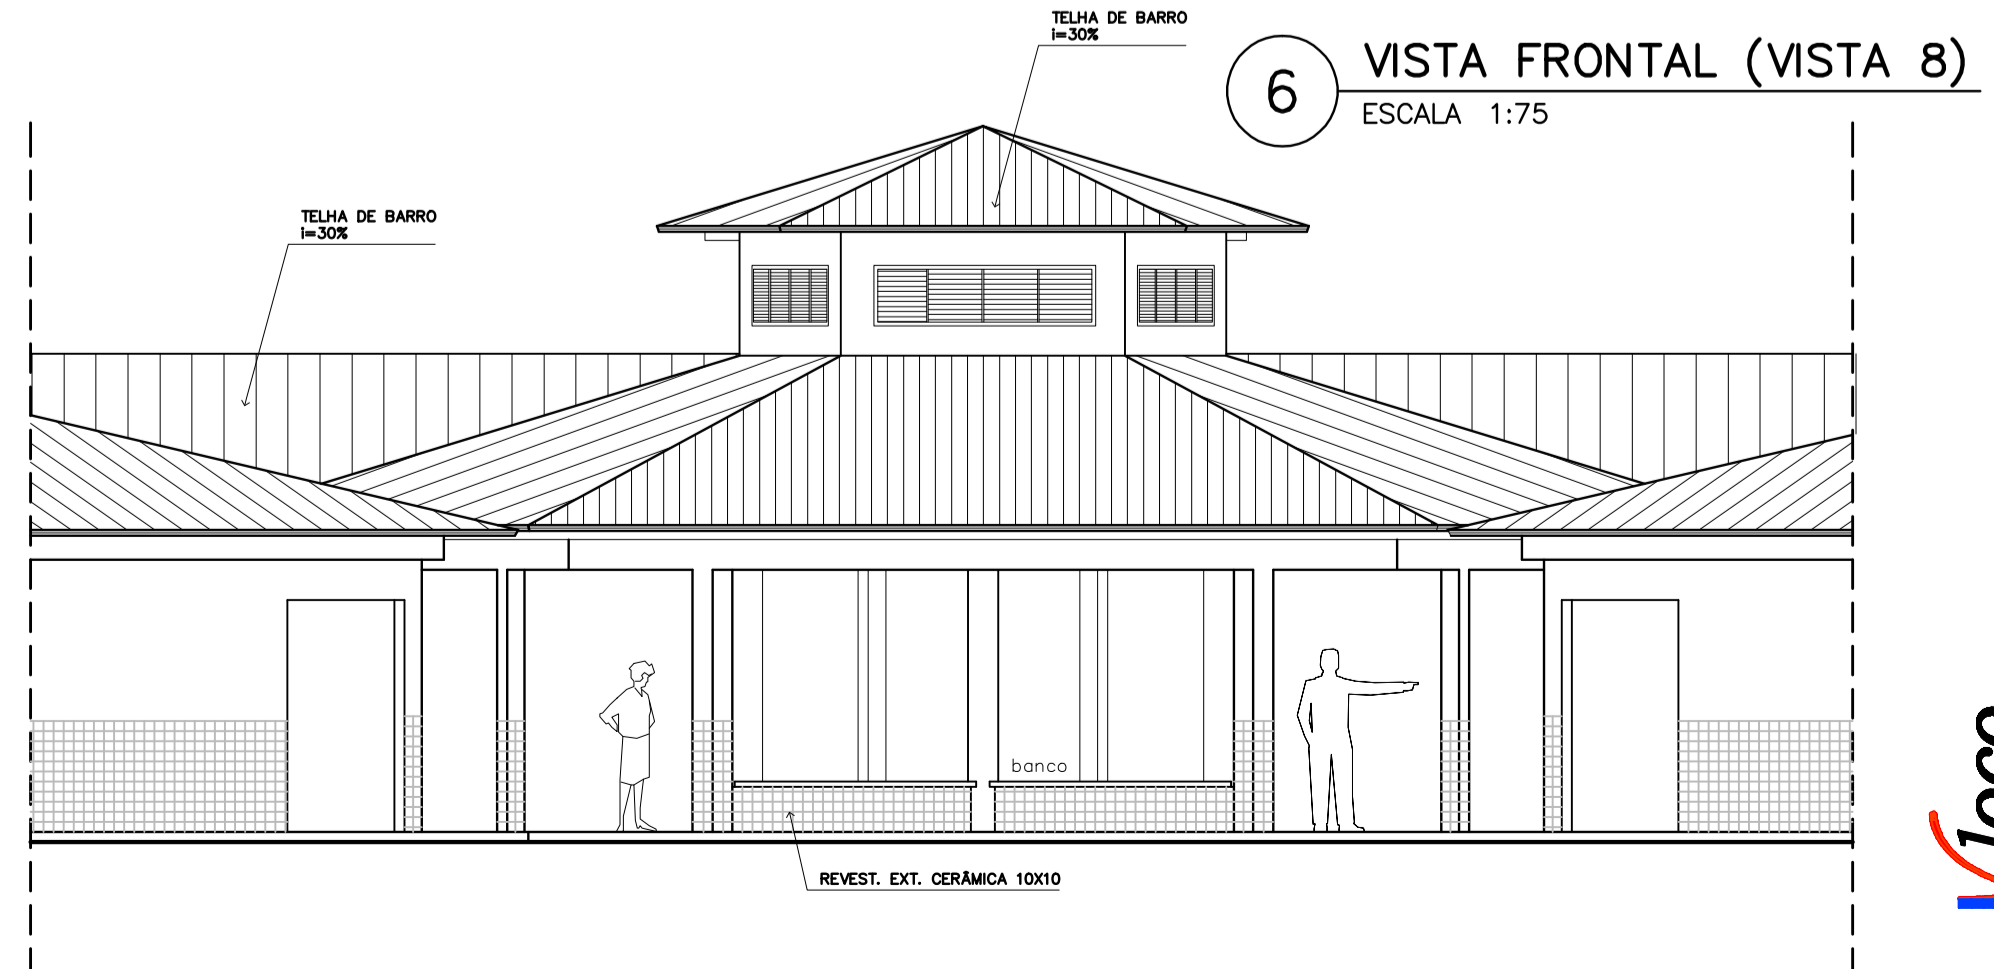 TELHA DE BARRO
i=30%
6
VISTA FRONTAL (VISTA 8)
ESCALA 1:75
TELHA DE BARRO
i=30%
banco
REVEST. EXT. CERÂMICA 10X10